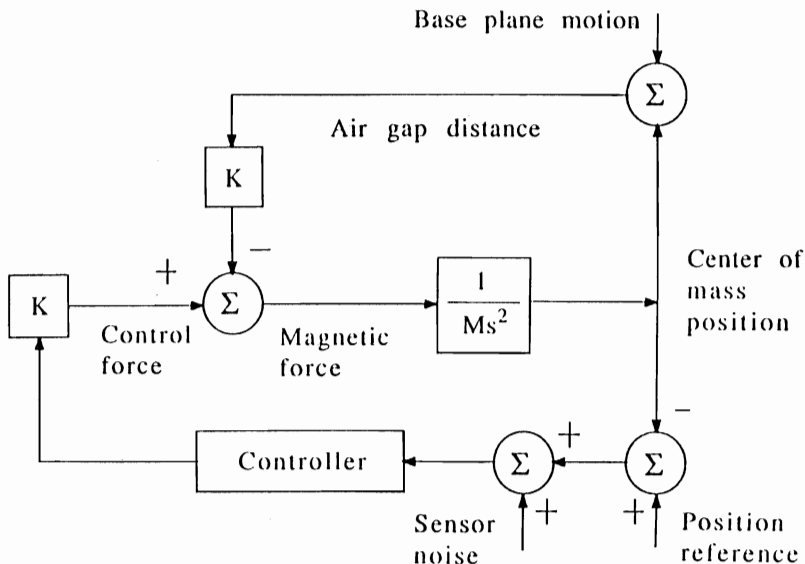 Base plane motion
Σ
Air gap distance
K
−
+
K
Σ
Control
force
Magnetic
force
1
Ms²
Center of
mass
position
−
Controller
Σ
+
+
Sensor
noise
Σ
+
Position
reference